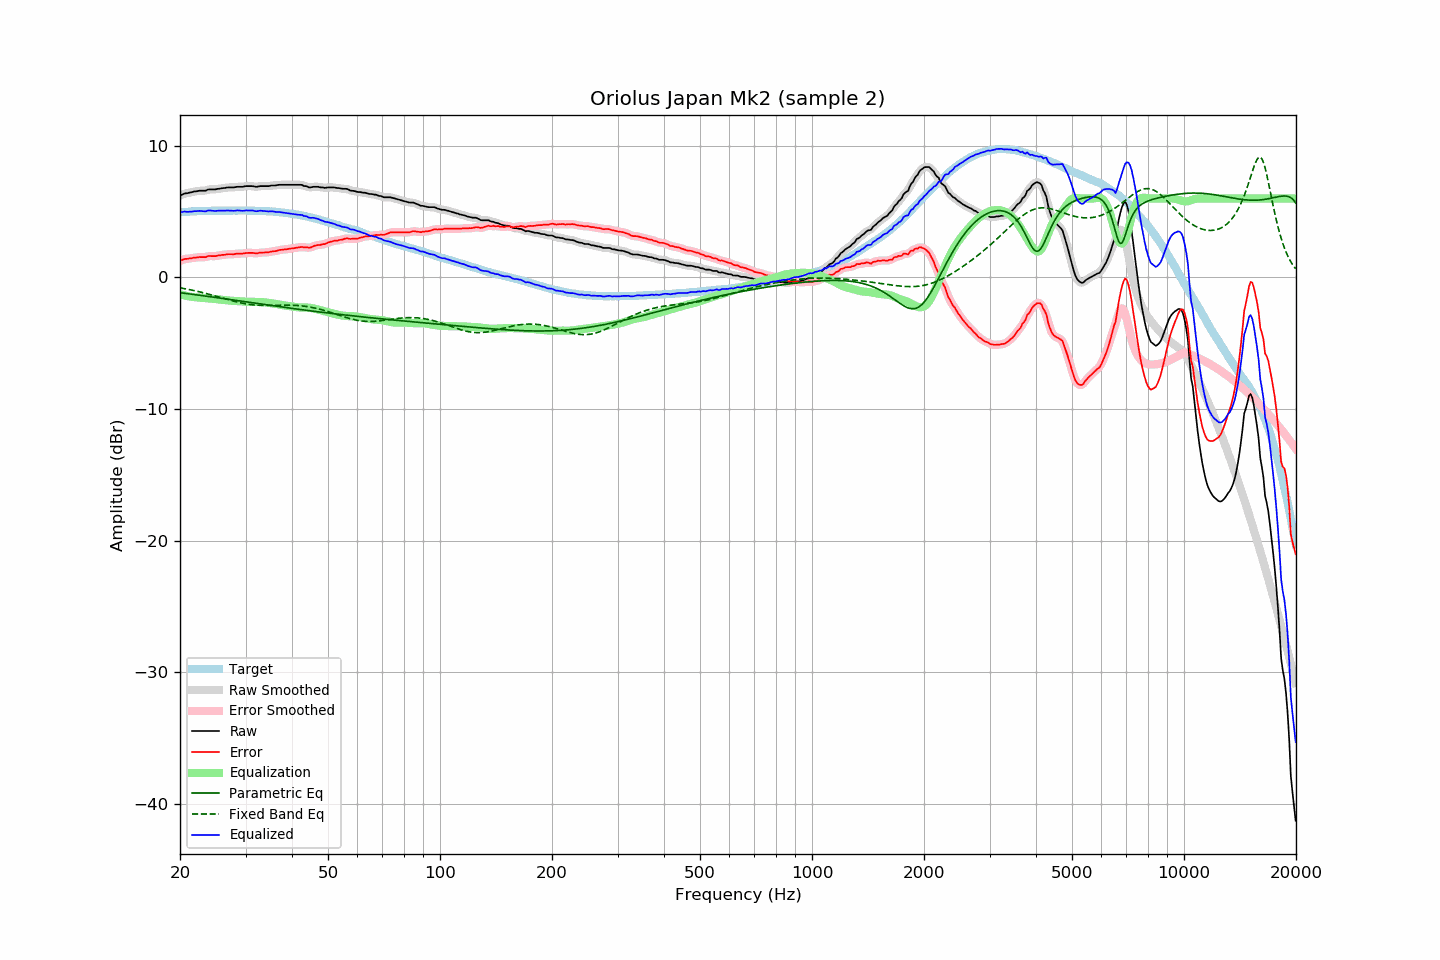 Oriolus Japan Mk2 (sample 2)
10
0
−10
−20
−30
−40
Amplitude (dBr)
Target
Raw Smoothed
Error Smoothed
Raw
Error
Equalization
Parametric Eq
Fixed Band Eq
Equalized
20 50 100 200 500 1000 2000 5000 10000 20000
Frequency (Hz)